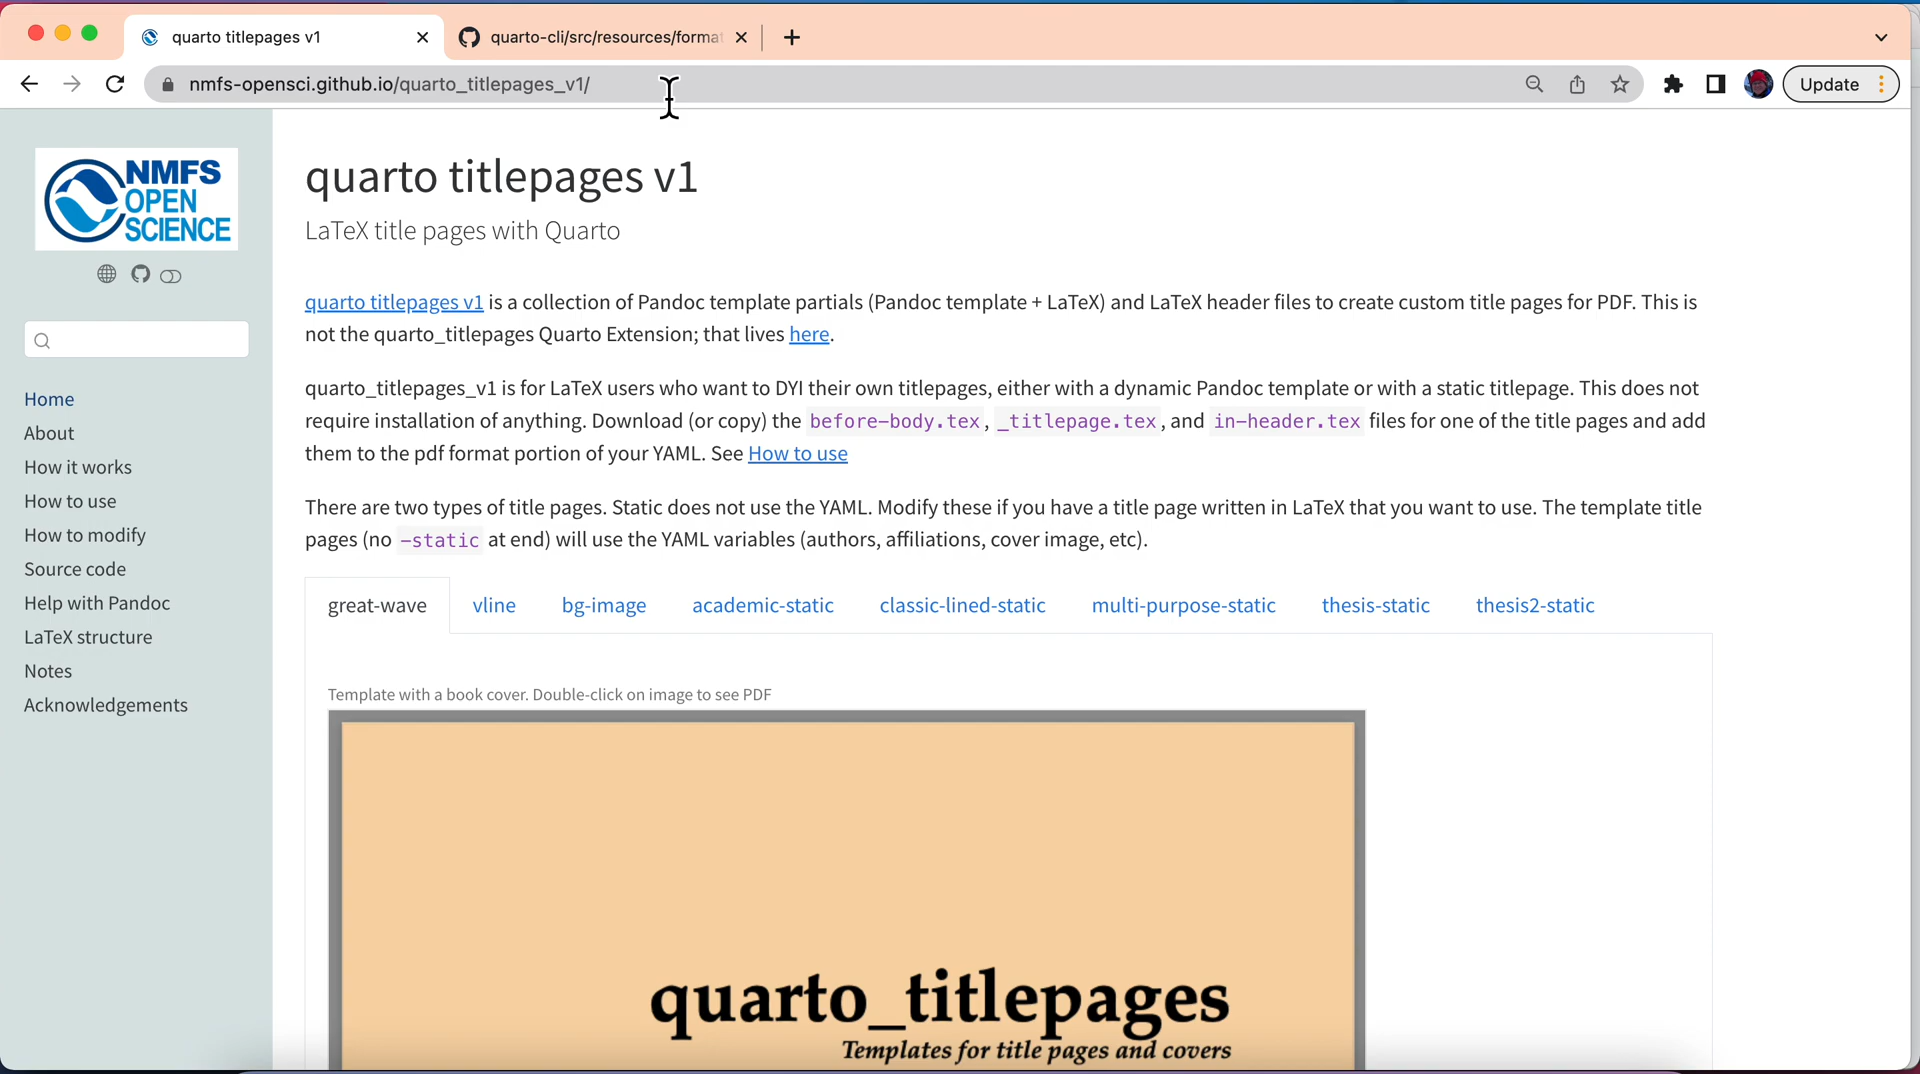 quarto titlepages v1
quarto-cli/src/resources/format
nmfs-opensci.github.io/quarto_titlepages_v1/
Update
NMFS
OPEN
SCIENCE
Home
About
How it works
How to use
How to modify
Source code
Help with Pandoc
LaTeX structure
Notes
Acknowledgements
quarto titlepages v1
LaTeX title pages with Quarto
quarto titlepages v1 is a collection of Pandoc template partials (Pandoc template + LaTeX) and LaTeX header files to create custom title pages for PDF. This is
not the quarto_titlepages Quarto Extension; that lives here.
quarto_titlepages_v1 is for LaTeX users who want to DYI their own titlepages, either with a dynamic Pandoc template or with a static titlepage. This does not
require installation of anything. Download (or copy) the before-body.tex, _titlepage.tex, and in-header.tex files for one of the title pages and add
them to the pdf format portion of your YAML. See How to use
There are two types of title pages. Static does not use the YAML. Modify these if you have a title page written in LaTeX that you want to use. The template title
pages (no -static at end) will use the YAML variables (authors, affiliations, cover image, etc).
great-wave vline bg-image academic-static classic-lined-static multi-purpose-static thesis-static thesis2-static
Template with a book cover. Double-click on image to see PDF
quarto_titlepages
Templates for title pages and covers